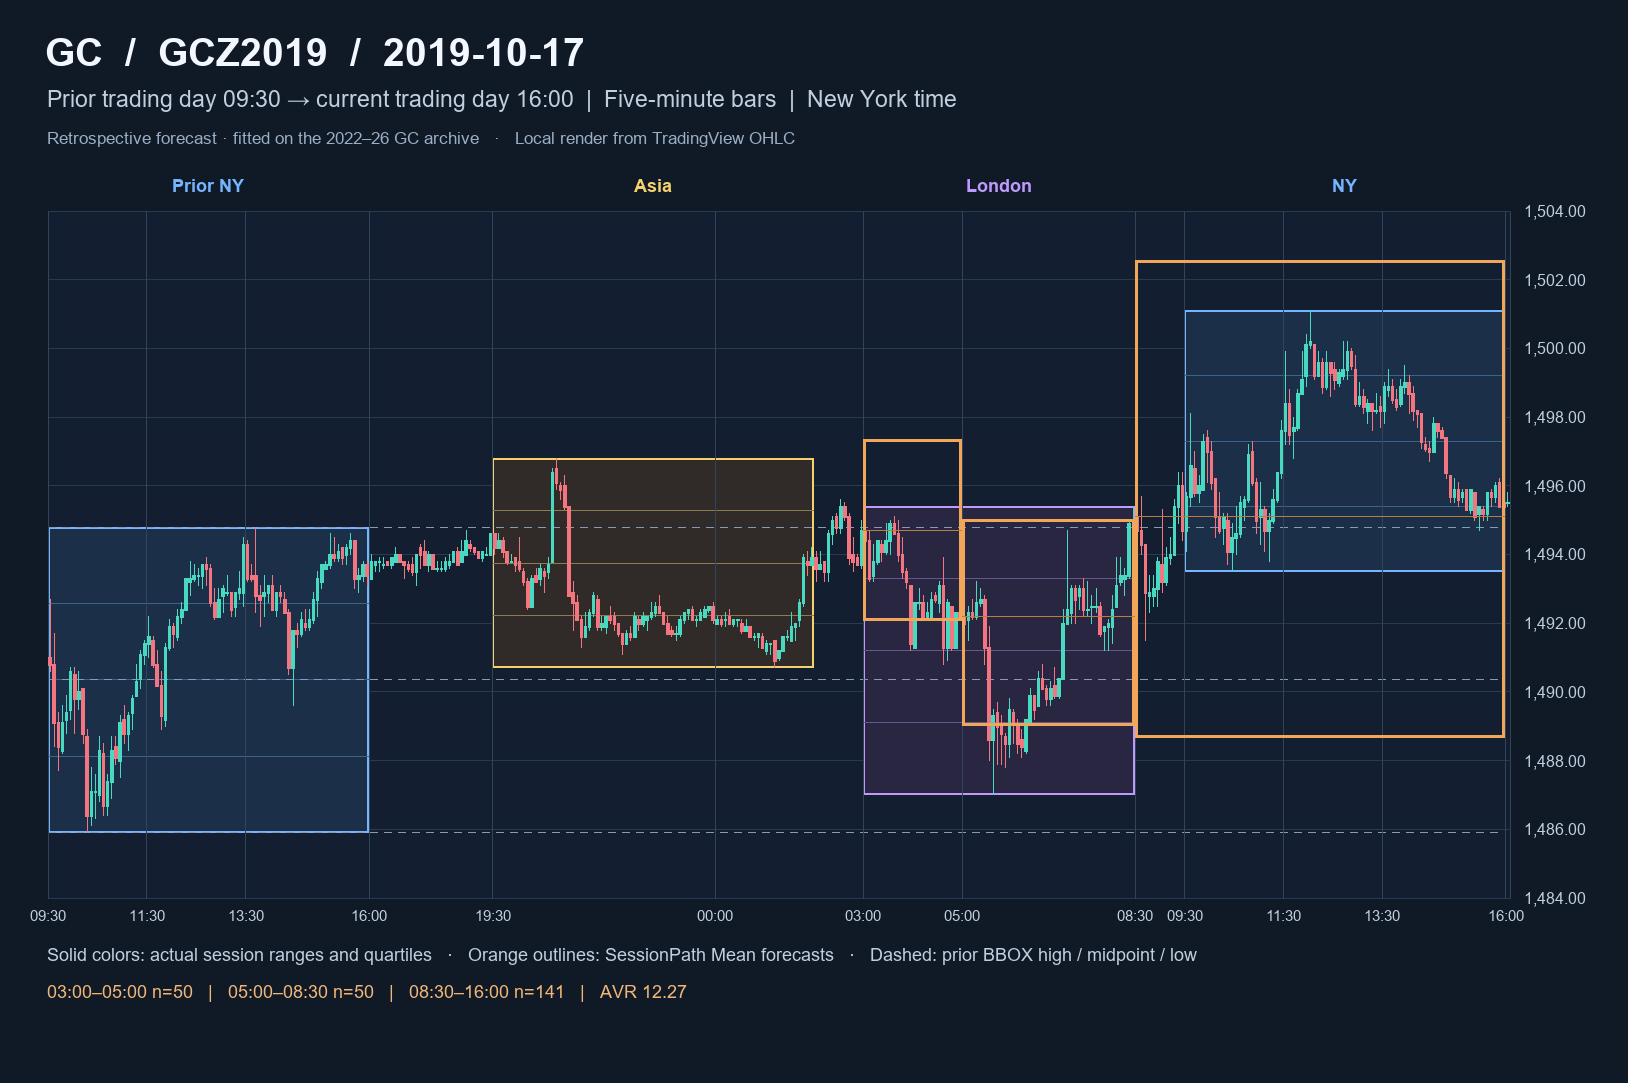 GC / GCZ2019 / 2019-10-17
Prior trading day 09:30 → current trading day 16:00 | Five-minute bars | New York time
Retrospective forecast · fitted on the 2022–26 GC archive · Local render from TradingView OHLC
Prior NY Asia London NY
1,504.00
1,502.00
1,500.00
1,498.00
1,496.00
1,494.00
1,492.00
1,490.00
1,488.00
1,486.00
1,484.00
09:30 11:30 13:30 16:00 19:30 00:00 03:00 05:00 08:30 09:30 11:30 13:30 16:00
Solid colors: actual session ranges and quartiles · Orange outlines: SessionPath Mean forecasts · Dashed: prior BBOX high / midpoint / low
03:00–05:00 n=50 | 05:00–08:30 n=50 | 08:30–16:00 n=141 | AVR 12.27